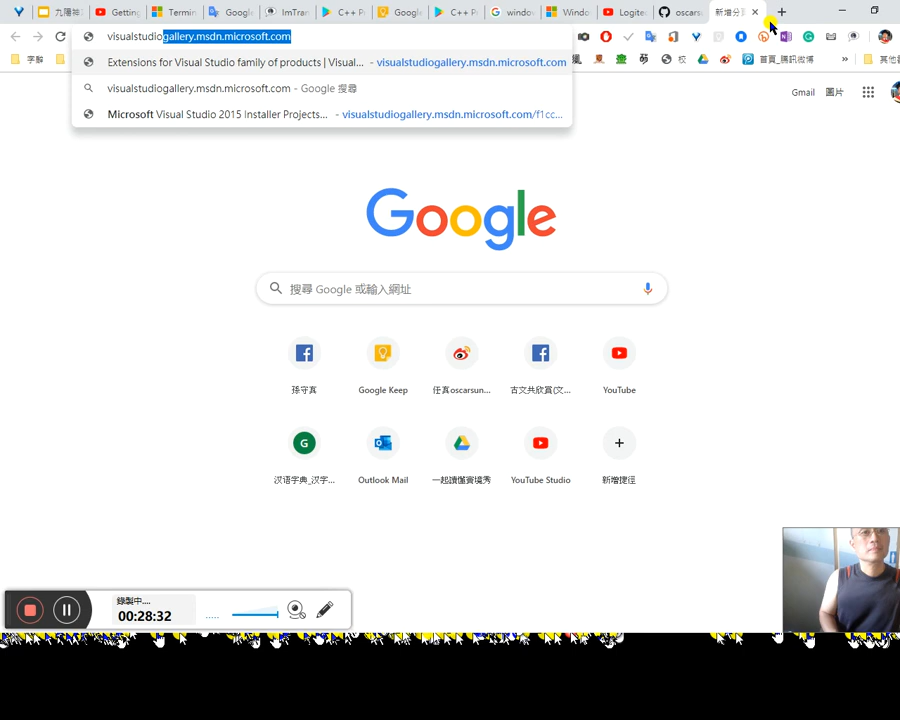 九陽神
Getting
Termin
Google
ImTran
C++ P
Google
C++ P
windo
Windo
Logite
oscars
新增分頁
visualstudiogallery.msdn.microsoft.com
Extensions for Visual Studio family of products | Visual... - visualstudiogallery.msdn.microsoft.com
visualstudiogallery.msdn.microsoft.com - Google 搜尋
Microsoft Visual Studio 2015 Installer Projects... - visualstudiogallery.msdn.microsoft.com/f1cc...
字辭
权
首頁_騰訊微博
»
其他
Gmail
圖片
Google
搜尋 Google 或輸入網址
孫守真
Google Keep
任真oscarsun...
古文共欣賞(文...
YouTube
G
汉语字典_汉字...
Outlook Mail
一起讀懂賓境秀
YouTube Studio
新增捷徑
錄製中....
00:28:32